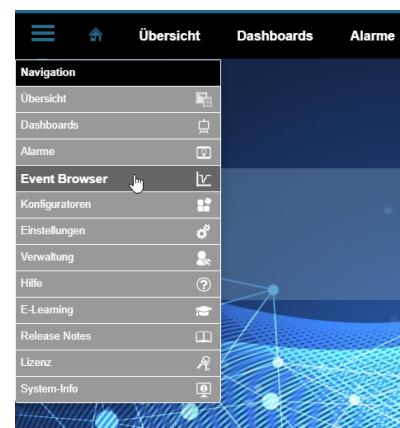 Übersicht Dashboards Alarme
Navigation
Übersicht
Dashboards
Alarme
Event Browser
Konfiguratoren
Einstellungen
Verwaltung
Hilfe
E-Learning
Release Notes
Lizenz
System-Info